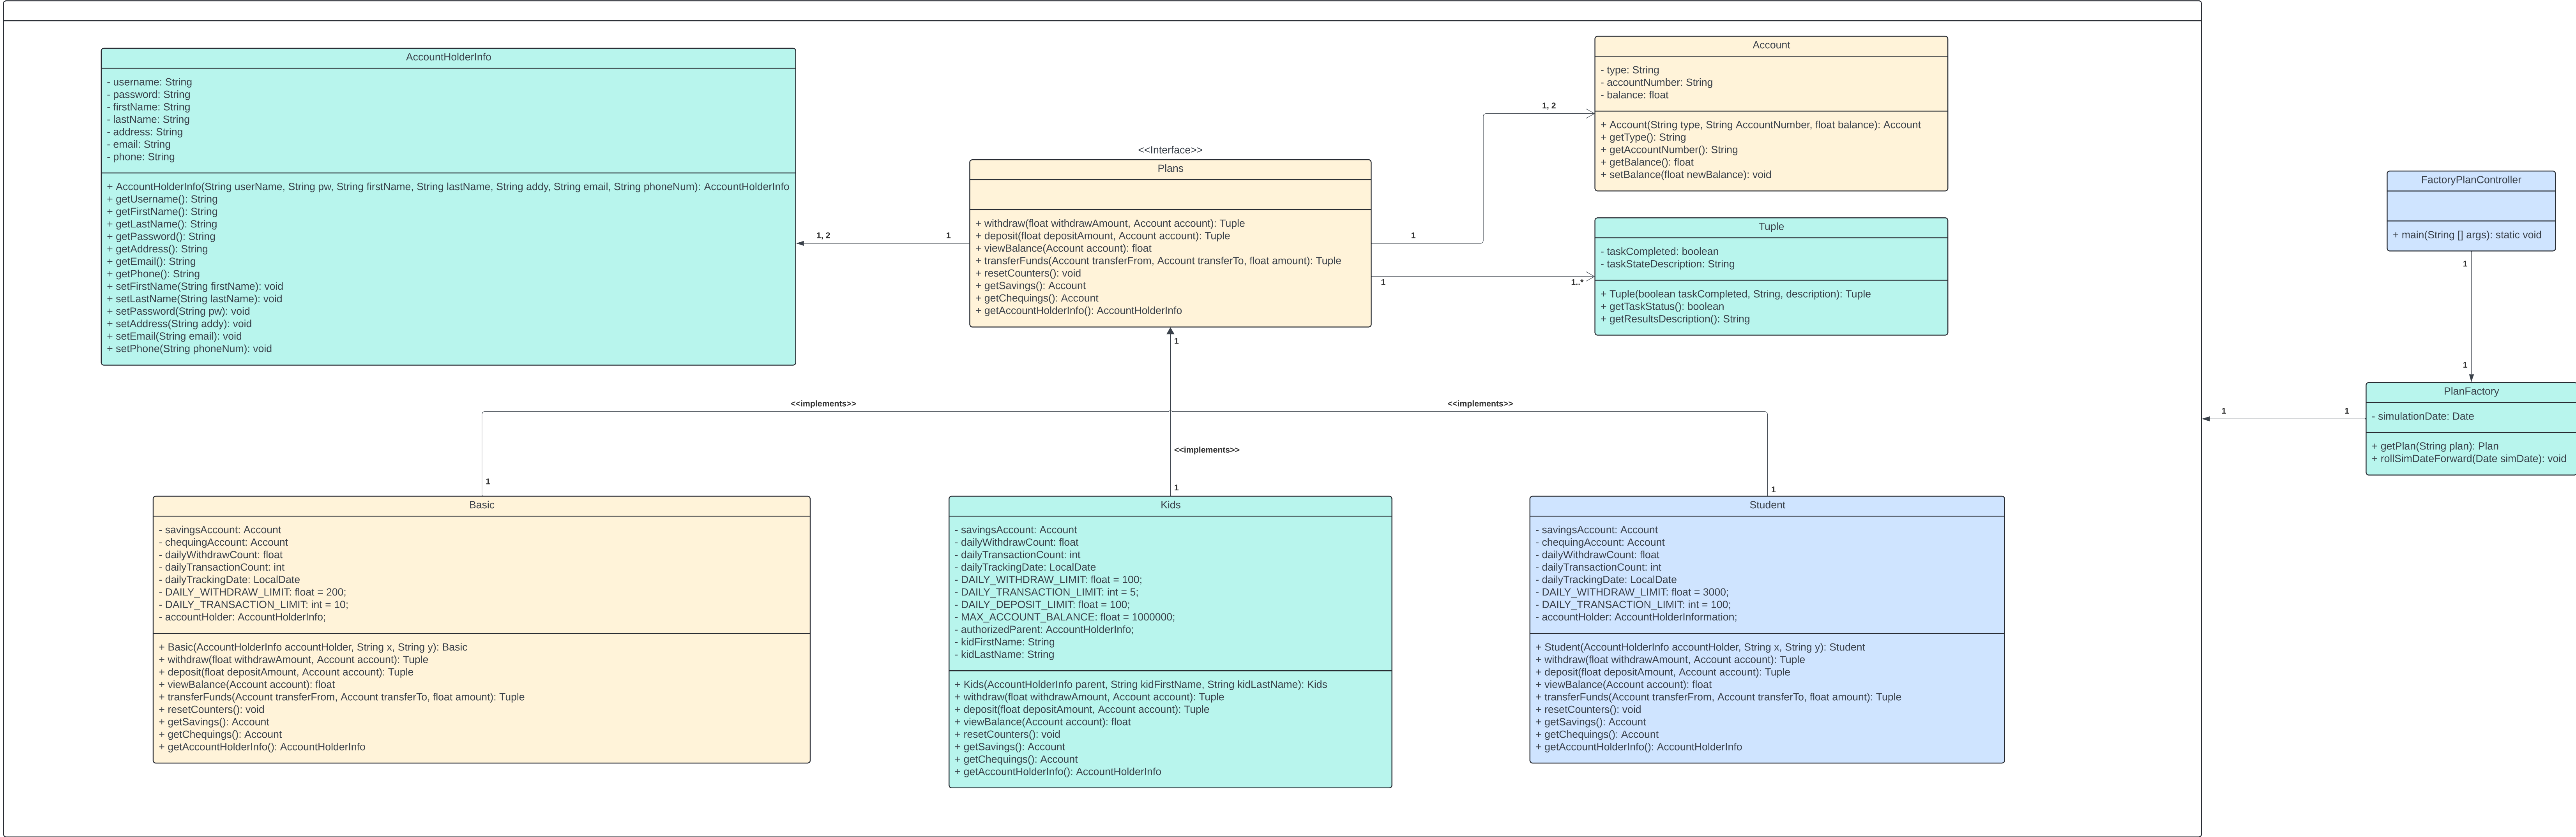 AccountHolderInfo
- username: String
- password: String
- firstName: String
- lastName: String
- address: String
- email: String
- phone: String
+ AccountHolderInfo(String userName, String pw, String firstName, String lastName, String addy, String email, String phoneNum): AccountHolderInfo
+ getUsername(): String
+ getFirstName(): String
+ getLastName(): String
+ getPassword(): String
+ getAddress(): String
+ getEmail(): String
+ getPhone(): String
+ setFirstName(String firstName): void
+ setLastName(String lastName): void
+ setPassword(String pw): void
+ setAddress(String addy): void
+ setEmail(String email): void
+ setPhone(String phoneNum): void
1, 2
1
<<Interface>>
Plans
+ withdraw(float withdrawAmount, Account account): Tuple
+ deposit(float depositAmount, Account account): Tuple
+ viewBalance(Account account): float
+ transferFunds(Account transferFrom, Account transferTo, float amount): Tuple
+ resetCounters(): void
+ getSavings(): Account
+ getChequings(): Account
+ getAccountHolderInfo(): AccountHolderInfo
1
1, 2
1
1..*
Account
- type: String
- accountNumber: String
- balance: float
+ Account(String type, String AccountNumber, float balance): Account
+ getType(): String
+ getAccountNumber(): String
+ getBalance(): float
+ setBalance(float newBalance): void
Tuple
- taskCompleted: boolean
- taskStateDescription: String
+ Tuple(boolean taskCompleted, String, description): Tuple
+ getTaskStatus(): boolean
+ getResultsDescription(): String
FactoryPlanController
+ main(String [] args): static void
1
1
PlanFactory
- simulationDate: Date
+ getPlan(String plan): Plan
+ rollSimDateForward(Date simDate): void
1
1
1
<<implements>>
<<implements>>
<<implements>>
1
1
1
Basic
- savingsAccount: Account
- chequingAccount: Account
- dailyWithdrawCount: float
- dailyTransactionCount: int
- dailyTrackingDate: LocalDate
- DAILY_WITHDRAW_LIMIT: float = 200;
- DAILY_TRANSACTION_LIMIT: int = 10;
- accountHolder: AccountHolderInfo;
+ Basic(AccountHolderInfo accountHolder, String x, String y): Basic
+ withdraw(float withdrawAmount, Account account): Tuple
+ deposit(float depositAmount, Account account): Tuple
+ viewBalance(Account account): float
+ transferFunds(Account transferFrom, Account transferTo, float amount): Tuple
+ resetCounters(): void
+ getSavings(): Account
+ getChequings(): Account
+ getAccountHolderInfo(): AccountHolderInfo
Kids
- savingsAccount: Account
- dailyWithdrawCount: float
- dailyTransactionCount: int
- dailyTrackingDate: LocalDate
- DAILY_WITHDRAW_LIMIT: float = 100;
- DAILY_TRANSACTION_LIMIT: int = 5;
- DAILY_DEPOSIT_LIMIT: float = 100;
- MAX_ACCOUNT_BALANCE: float = 1000000;
- authorizedParent: AccountHolderInfo;
- kidFirstName: String
- kidLastName: String
+ Kids(AccountHolderInfo parent, String kidFirstName, String kidLastName): Kids
+ withdraw(float withdrawAmount, Account account): Tuple
+ deposit(float depositAmount, Account account): Tuple
+ viewBalance(Account account): float
+ resetCounters(): void
+ getSavings(): Account
+ getChequings(): Account
+ getAccountHolderInfo(): AccountHolderInfo
Student
- savingsAccount: Account
- chequingAccount: Account
- dailyWithdrawCount: float
- dailyTransactionCount: int
- dailyTrackingDate: LocalDate
- DAILY_WITHDRAW_LIMIT: float = 3000;
- DAILY_TRANSACTION_LIMIT: int = 100;
- accountHolder: AccountHolderInformation;
+ Student(AccountHolderInfo accountHolder, String x, String y): Student
+ withdraw(float withdrawAmount, Account account): Tuple
+ deposit(float depositAmount, Account account): Tuple
+ viewBalance(Account account): float
+ transferFunds(Account transferFrom, Account transferTo, float amount): Tuple
+ resetCounters(): void
+ getSavings(): Account
+ getChequings(): Account
+ getAccountHolderInfo(): AccountHolderInfo